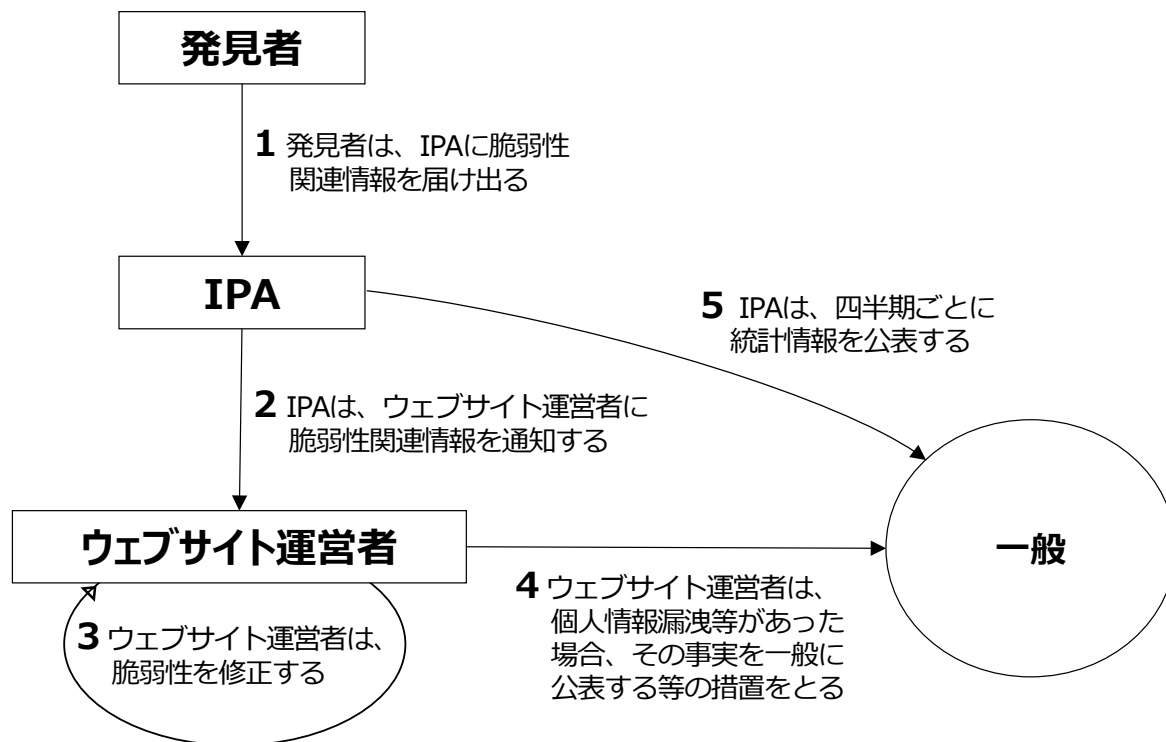 発見者
1 発見者は、IPAに脆弱性
関連情報を届け出る
IPA
5 IPAは、四半期ごとに
統計情報を公表する
2 IPAは、ウェブサイト運営者に
脆弱性関連情報を通知する
ウェブサイト運営者
一般
3 ウェブサイト運営者は、
脆弱性を修正する
4 ウェブサイト運営者は、
個人情報漏洩等があった
場合、その事実を一般に
公表する等の措置をとる